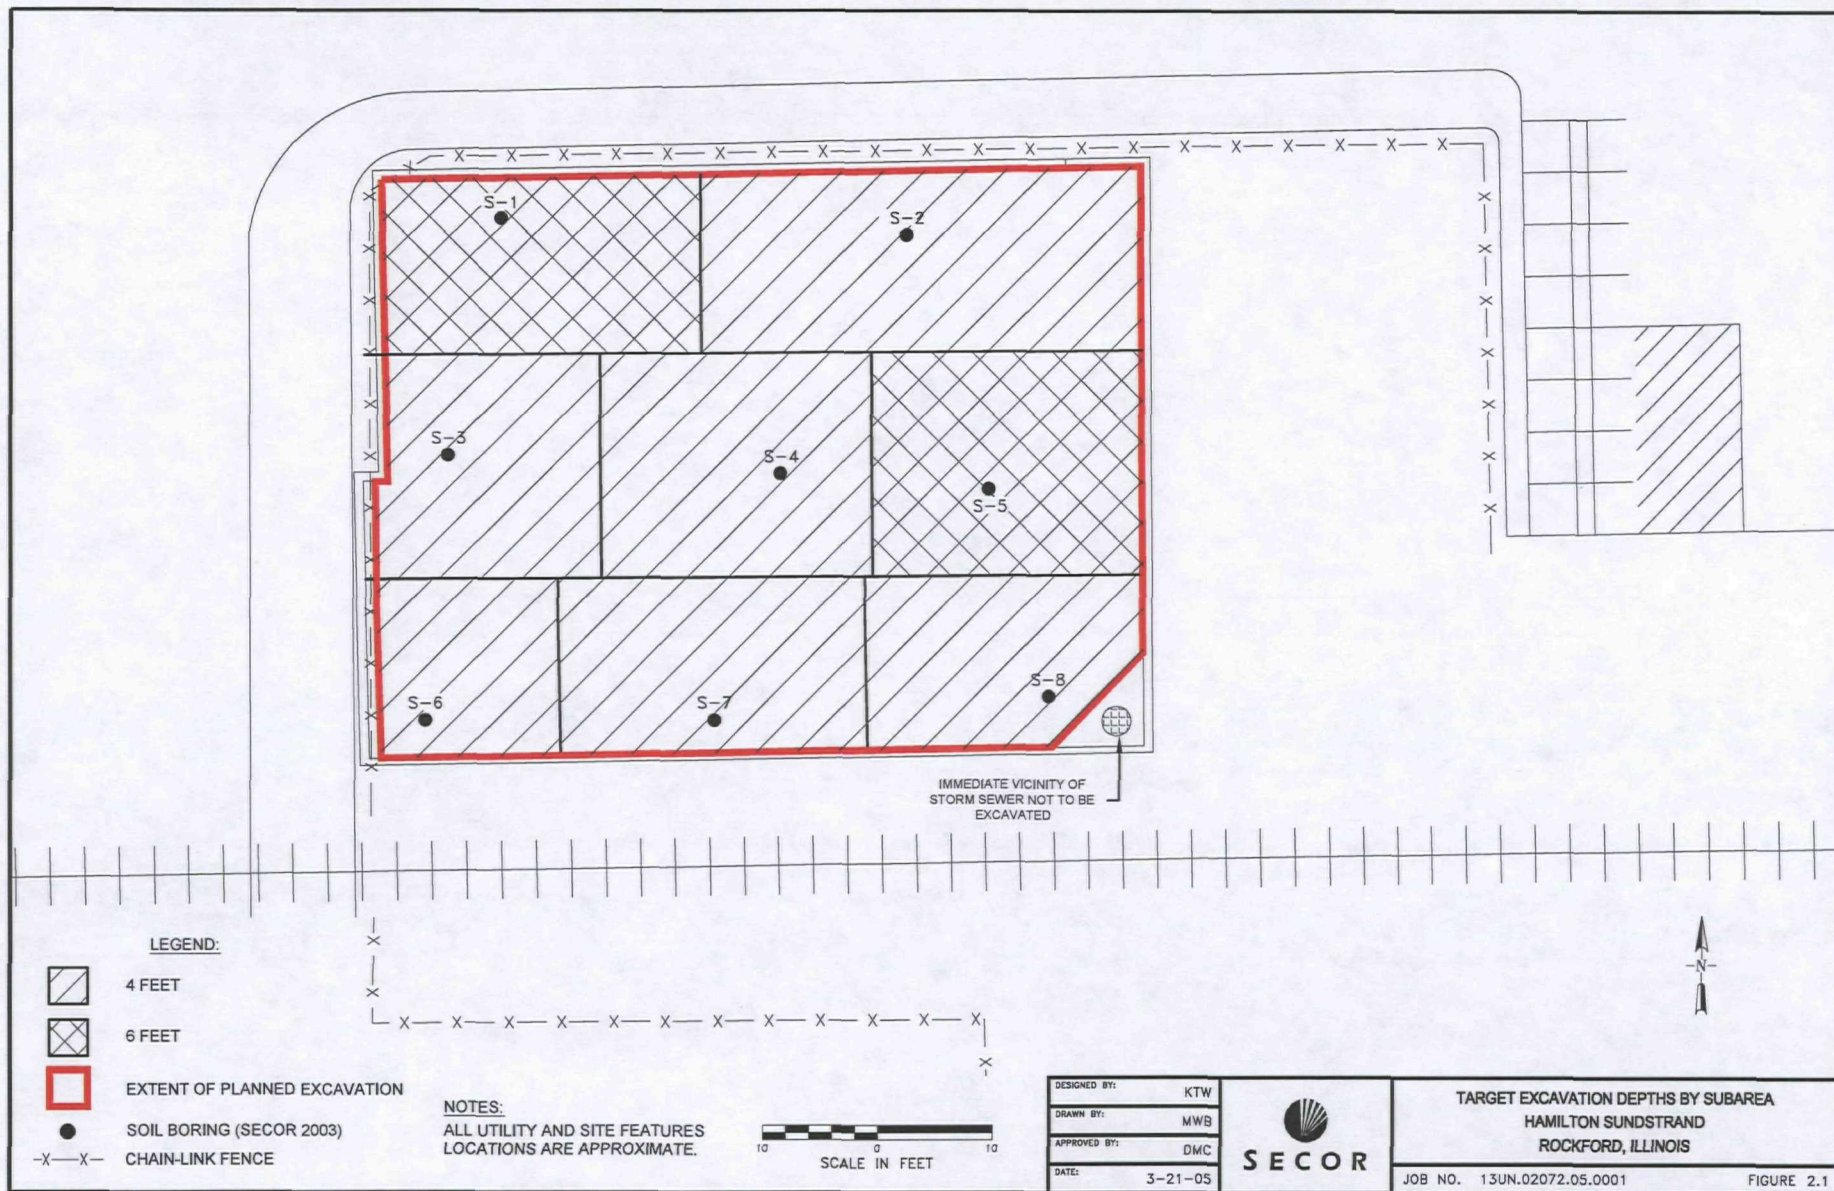 S-1
S-2
S-3
S-4
S-5
S-6
S-7
S-8
IMMEDIATE VICINITY OF
STORM SEWER NOT TO BE
EXCAVATED
LEGEND:
4 FEET
6 FEET
EXTENT OF PLANNED EXCAVATION
SOIL BORING (SECOR 2003)
-X—X- CHAIN-LINK FENCE
NOTES:
ALL UTILITY AND SITE FEATURES
LOCATIONS ARE APPROXIMATE.
10 0 10
SCALE IN FEET
N
DESIGNED BY: KTW
DRAWN BY: MWB
APPROVED BY: DMC
DATE: 3-21-05
SECOR
TARGET EXCAVATION DEPTHS BY SUBAREA
HAMILTON SUNDSTRAND
ROCKFORD, ILLINOIS
JOB NO. 13UN.02072.05.0001 FIGURE 2.1